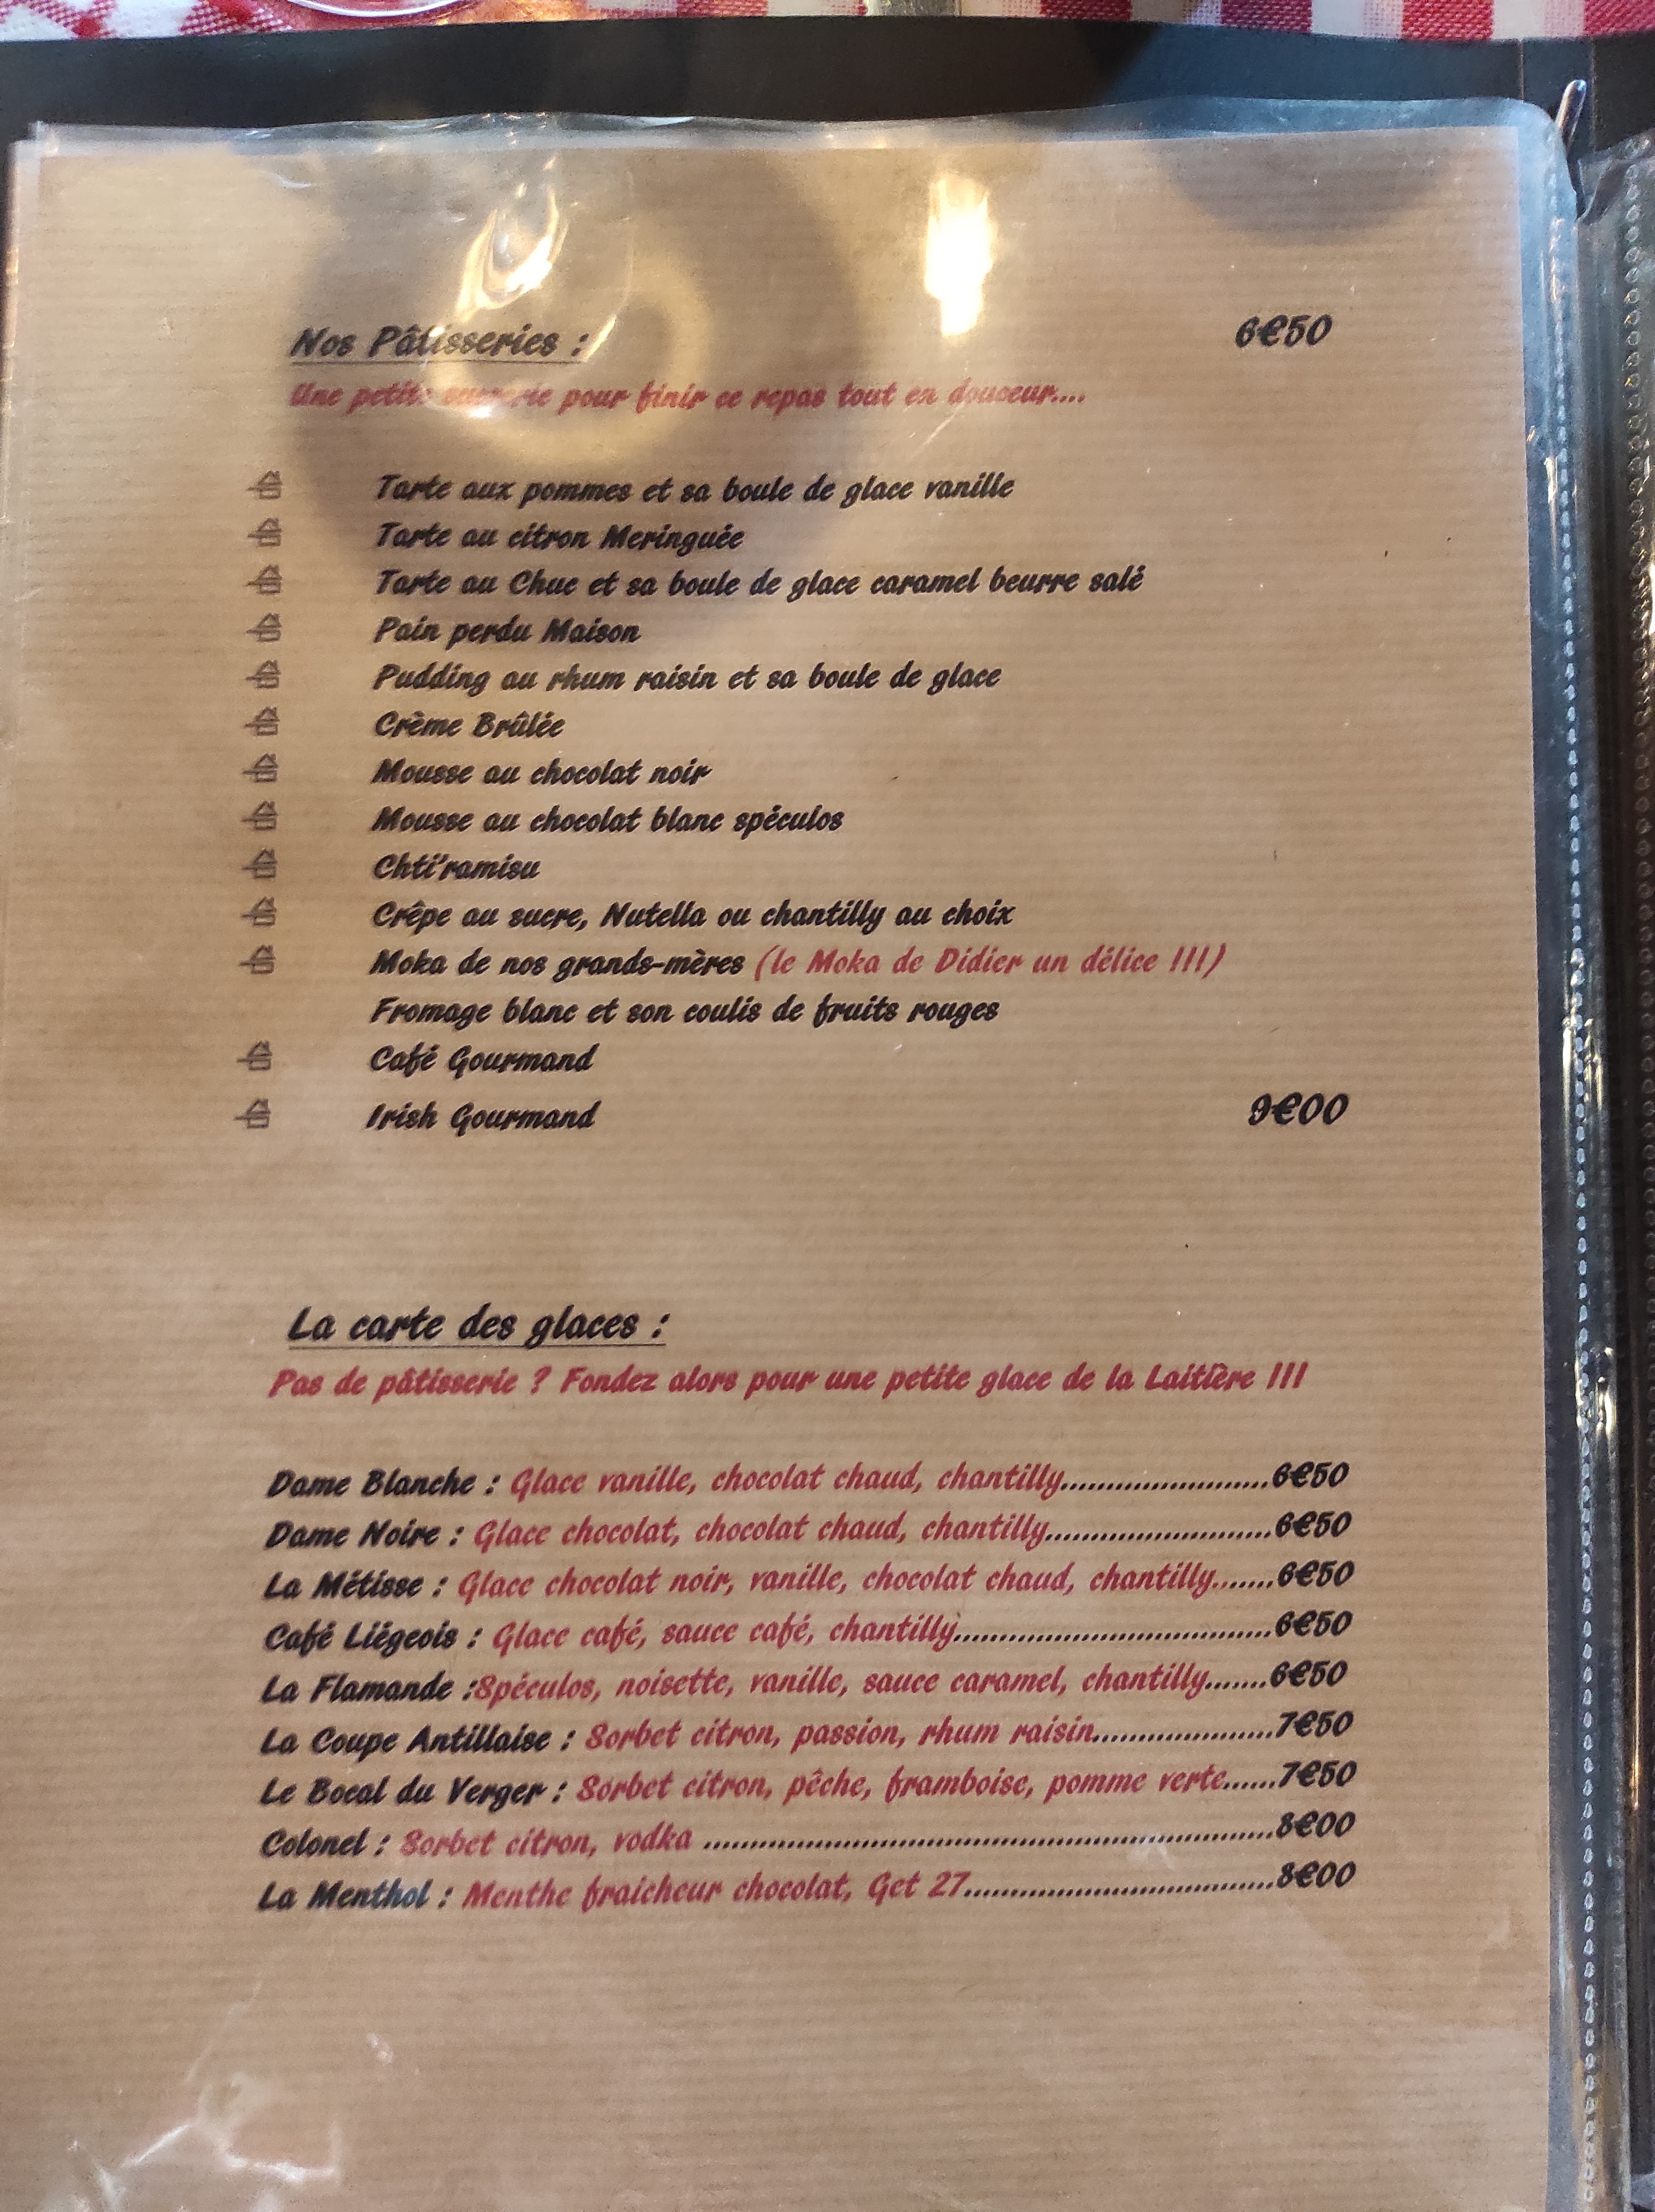 Nos Pâtisseries : 6€50
Une petite sucrerie pour finir ce repas tout en douceur....
Tarte aux pommes et sa boule de glace vanille
Tarte au citron Meringuée
Tarte au Chuc et sa boule de glace caramel beurre salé
Pain perdu Maison
Pudding au rhum raisin et sa boule de glace
Crème Brûlée
Mousse au chocolat noir
Mousse au chocolat blanc spéculos
Chti'ramisu
Crêpe au sucre, Nutella ou chantilly au choix
Moka de nos grands-mères (le Moka de Didier un délice !!!)
Fromage blanc et son coulis de fruits rouges
Café Gourmand
Irish Gourmand 9€00
La carte des glaces :
Pas de pâtisserie ? Fondez alors pour une petite glace de la Laitière !!!
Dame Blanche : Glace vanille, chocolat chaud, chantilly.......................6€50
Dame Noire : Glace chocolat, chocolat chaud, chantilly.........................6€50
La Métisse : Glace chocolat noir, vanille, chocolat chaud, chantilly.......6€50
Café Liégeois : Glace café, sauce café, chantilly...................................6€50
La Flamande :Spéculos, noisette, vanille, sauce caramel, chantilly.......6€50
La Coupe Antillaise : Sorbet citron, passion, rhum raisin....................7€50
Le Bocal du Verger : Sorbet citron, pêche, framboise, pomme verte......7€50
Colonel : Sorbet citron, vodka ...............................................................8€00
La Menthol : Menthe fraicheur chocolat, Get 27..................................8€00